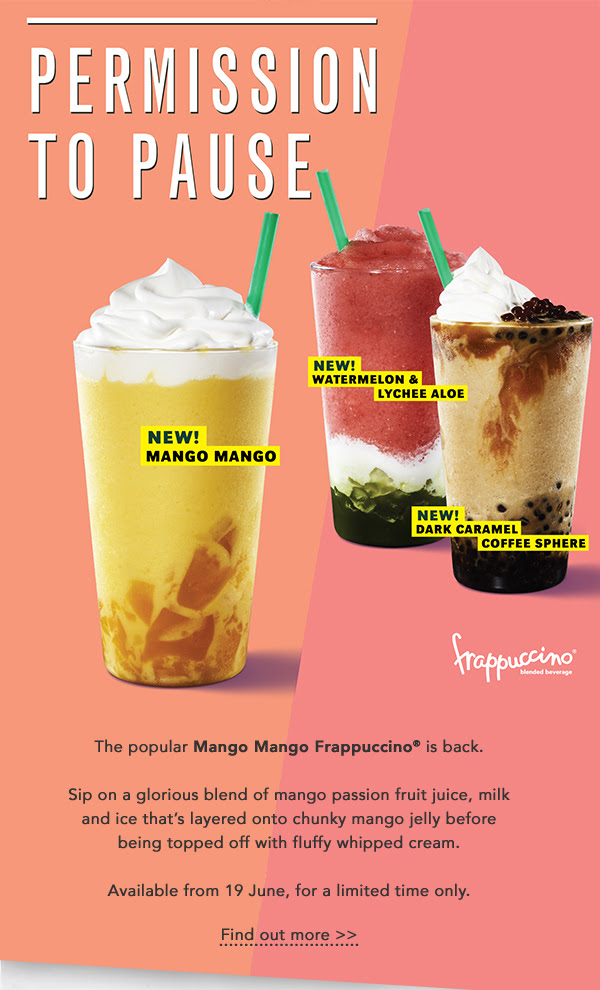 PERMISSION
TO PAUSE
NEW!
WATERMELON &
LYCHEE ALOE
NEW!
MANGO MANGO
NEW!
DARK CARAMEL
COFFEE SPHERE
frappuccino®
blended beverage
The popular Mango Mango Frappuccino® is back.
Sip on a glorious blend of mango passion fruit juice, milk
and ice that's layered onto chunky mango jelly before
being topped off with fluffy whipped cream.
Available from 19 June, for a limited time only.
Find out more >>